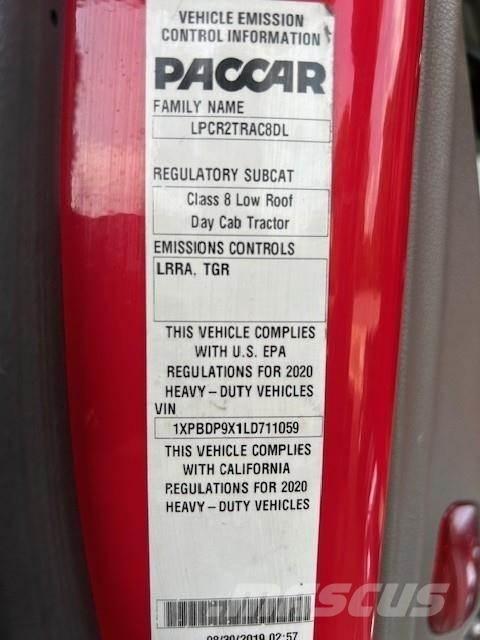 VEHICLE EMISSION
CONTROL INFORMATION
PACCAR
FAMILY NAME
LPCR2TRAC8DL
REGULATORY SUBCAT
Class 8 Low Roof
Day Cab Tractor
EMISSIONS CONTROLS
LRRA, TGR
THIS VEHICLE COMPLIES
WITH U.S. EPA
REGULATIONS FOR 2020
HEAVY-DUTY VEHICLES
VIN
1XPBDP9X1LD711059
THIS VEHICLE COMPLIES
WITH CALIFORNIA
REGULATIONS FOR 2020
HEAVY-DUTY VEHICLES
08/30/2019 02:57
MASCUS